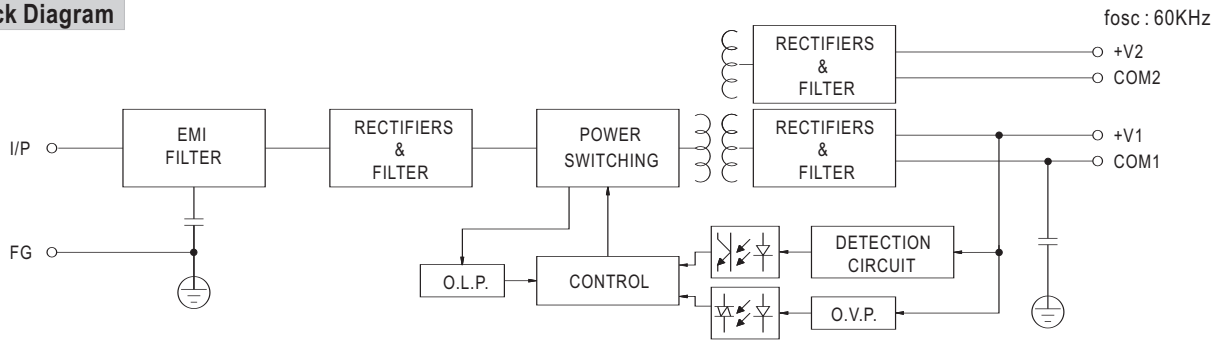 ck Diagram
fosc : 60KHz
RECTIFIERS
&
FILTER
+V2
COM2
I/P
EMI
FILTER
RECTIFIERS
&
FILTER
POWER
SWITCHING
RECTIFIERS
&
FILTER
+V1
COM1
FG
O.L.P.
CONTROL
DETECTION
CIRCUIT
O.V.P.